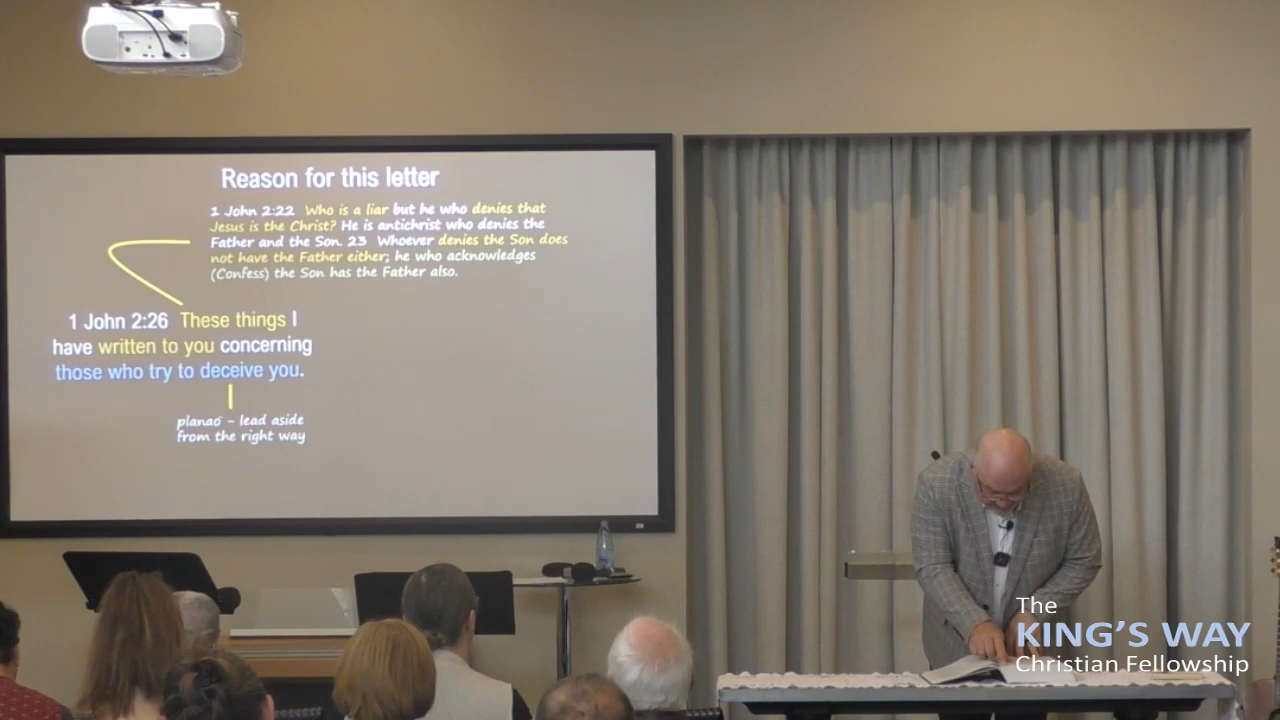 Reason for this letter
1 John 2:22 Who is a liar but he who denies that
Jesus is the Christ? He is antichrist who denies the
Father and the Son. 23 Whoever denies the Son does
not have the Father either; he who acknowledges
(Confess) the Son has the Father also.
1 John 2:26 These things I
have written to you concerning
those who try to deceive you.
planaō - lead aside
from the right way
The
KING'S WAY
Christian Fellowship